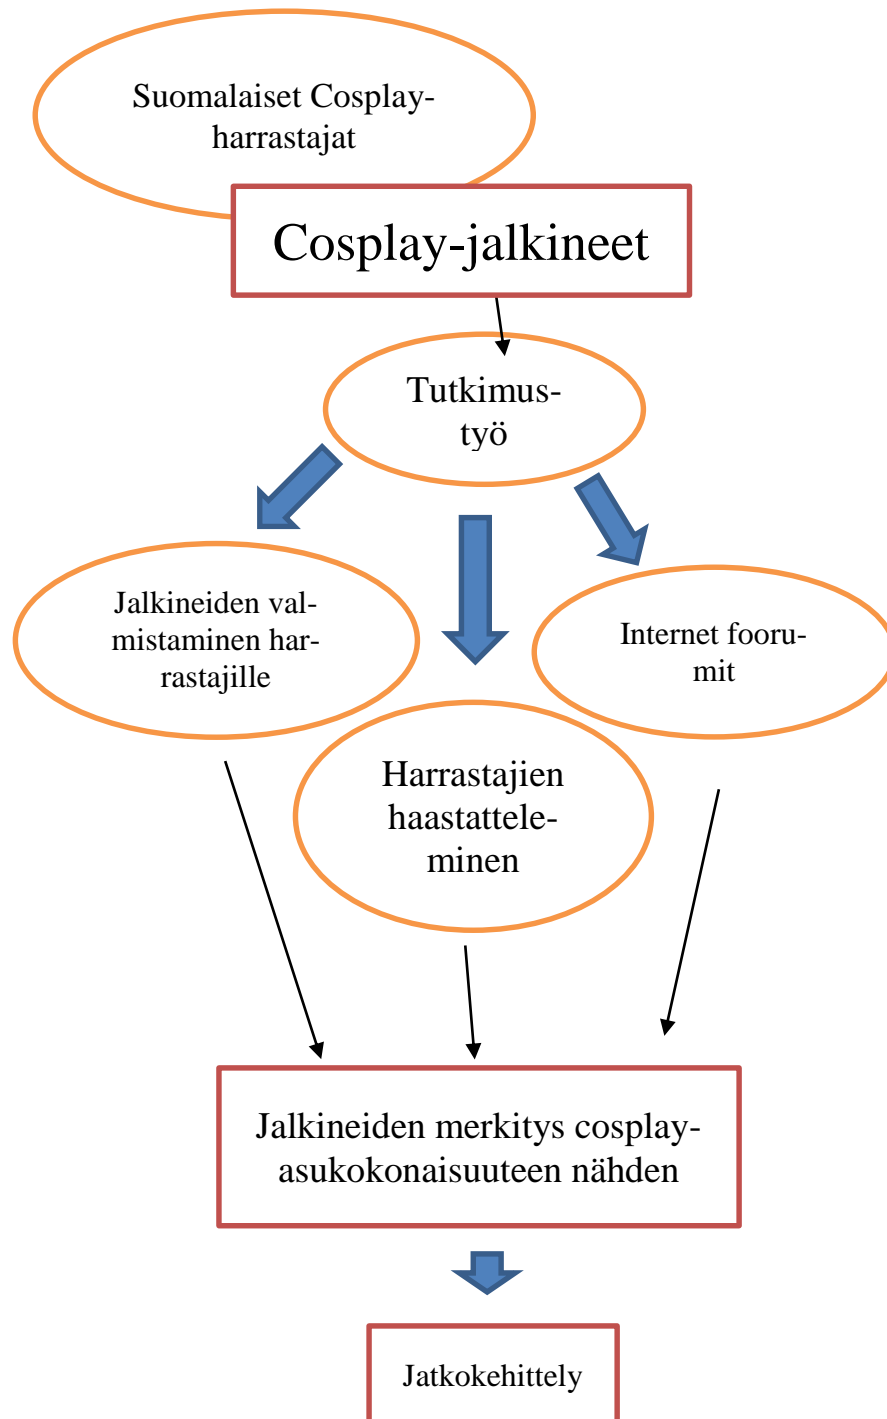 Suomalaiset Cosplay-
harrastajat
Cosplay-jalkineet
Tutkimus-
työ
Jalkineiden val-
mistaminen har-
rastajille
Internet fooru-
mit
Harrastajien
haastattele-
minen
Jalkineiden merkitys cosplay-
asukokonaisuuteen nähden
Jatkokehittely